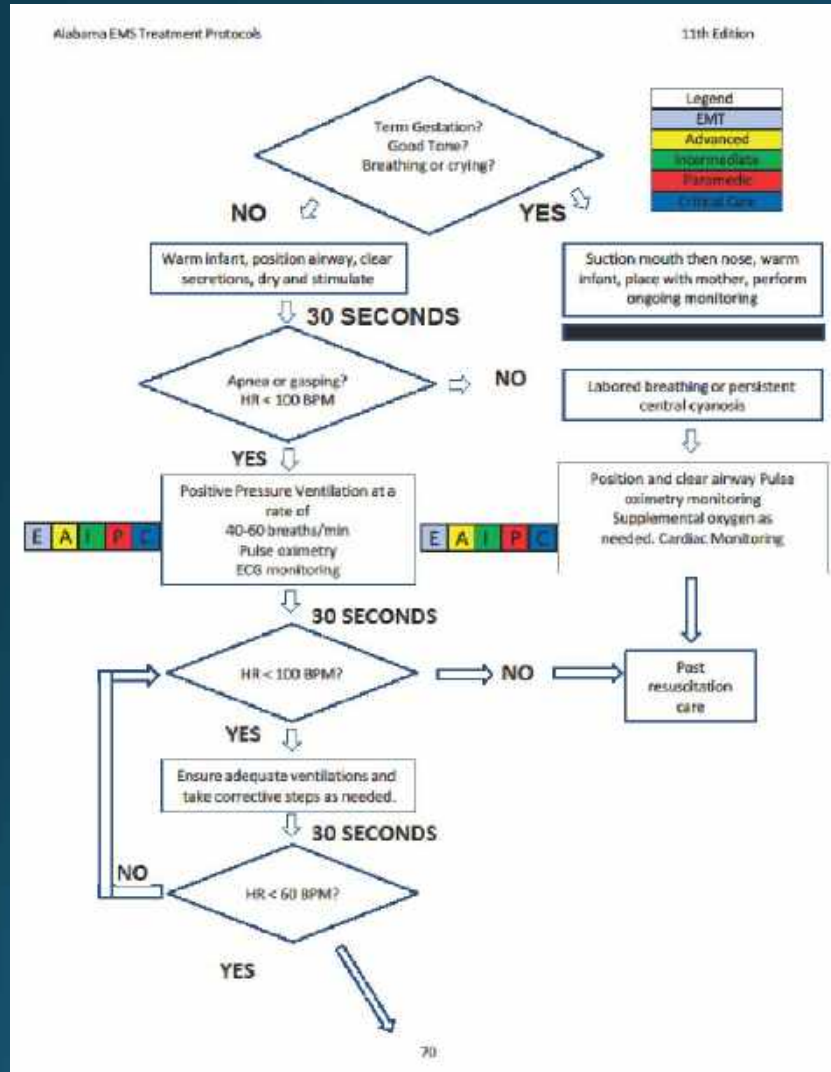 Alabama EMS Treatment Protocols
11th Edition
Legend
EMT
Advanced
Intermediate
Paramedic
Critical Care
Term Gestation?
Good Tone?
Breathing or crying?
NO
YES
Warm infant, position airway, clear
secretions, dry and stimulate
Suction mouth then nose, warm
infant, place with mother, perform
ongoing monitoring
30 SECONDS
Apnea or gasping?
HR < 100 BPM
NO
Labored breathing or persistent
central cyanosis
YES
E A I P C
Positive Pressure Ventilation at a
rate of
40-60 breaths/min
Pulse oximetry
ECG monitoring
E A I P C
Position and clear airway Pulse
oximetry monitoring
Supplemental oxygen as
needed. Cardiac Monitoring
30 SECONDS
HR < 100 BPM?
NO
Post
resuscitation
care
YES
Ensure adequate ventilations and
take corrective steps as needed.
30 SECONDS
NO
HR < 60 BPM?
YES
70